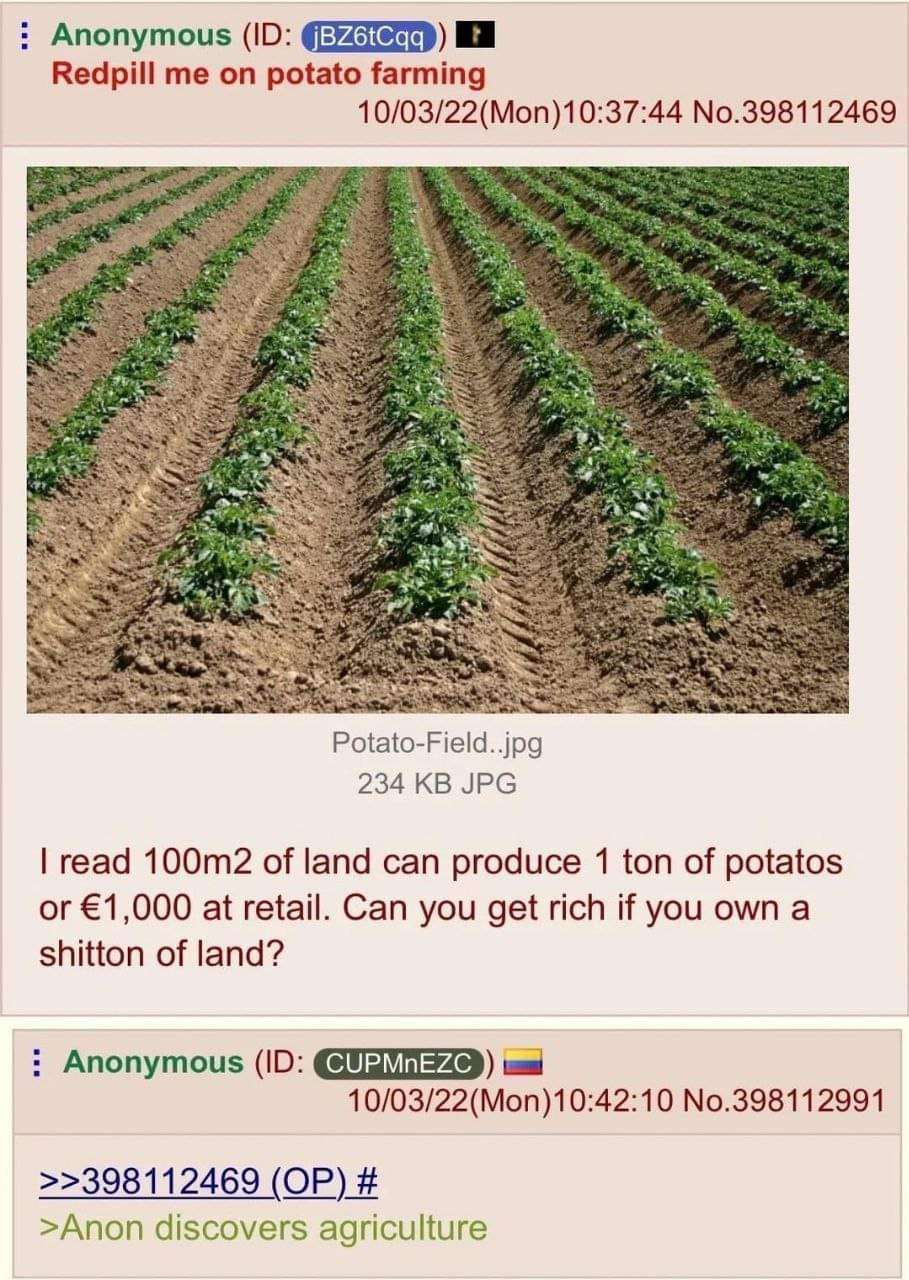 Anonymous (ID: jBZ6tCqq)
Redpill me on potato farming
10/03/22(Mon)10:37:44 No.398112469
Potato-Field..jpg
234 KB JPG
I read 100m2 of land can produce 1 ton of potatos
or €1,000 at retail. Can you get rich if you own a
shitton of land?
Anonymous (ID: CUPMnEZC)
10/03/22(Mon)10:42:10 No.398112991
>>398112469 (OP) #
>Anon discovers agriculture